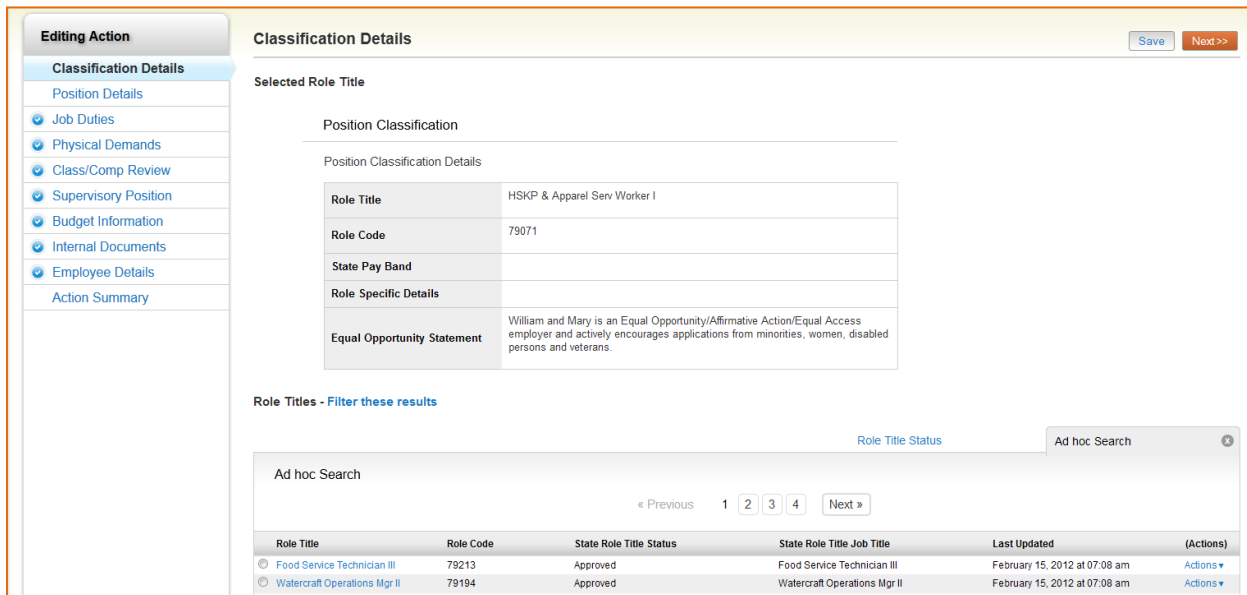 Editing Action
Classification Details
Position Details
Job Duties
Physical Demands
Class/Comp Review
Supervisory Position
Budget Information
Internal Documents
Employee Details
Action Summary
Classification Details
Save
Next>>
Selected Role Title
Position Classification
Position Classification Details
Role Title HSKP & Apparel Serv Worker I
Role Code 79071
State Pay Band
Role Specific Details
Equal Opportunity Statement
William and Mary is an Equal Opportunity/Affirmative Action/Equal Access
employer and actively encourages applications from minorities, women, disabled
persons and veterans.
Role Titles - Filter these results
Role Title Status Ad hoc Search x
Ad hoc Search
« Previous 1 2 3 4 Next »
Role Title Role Code State Role Title Status State Role Title Job Title Last Updated (Actions)
Food Service Technician III 79213 Approved Food Service Technician III February 15, 2012 at 07:08 am Actions
Watercraft Operations Mgr II 79194 Approved Watercraft Operations Mgr II February 15, 2012 at 07:08 am Actions